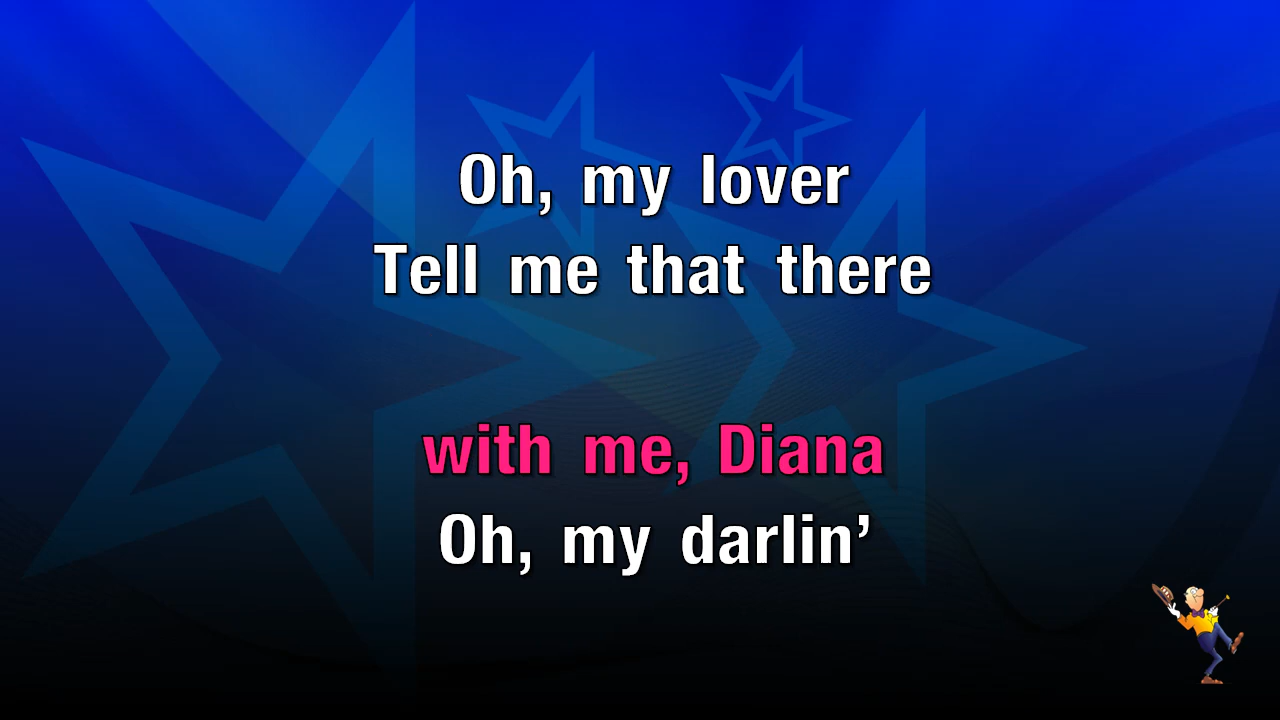 Oh, my lover
Tell me that there
with me, Diana
Oh, my darlin’